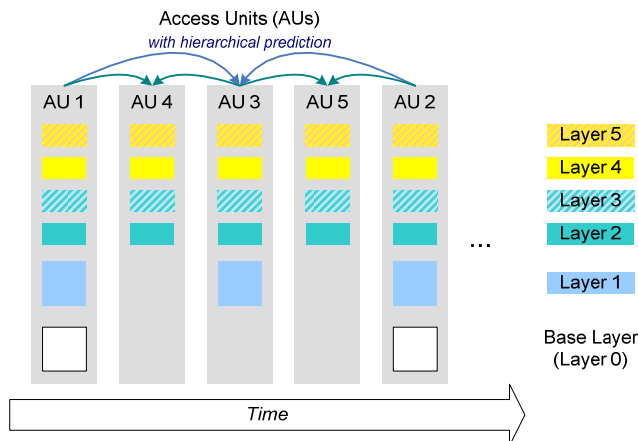 Access Units (AUs)
with hierarchical prediction
AU 1
AU 4
AU 3
AU 5
AU 2
Layer 5
Layer 4
Layer 3
Layer 2
...
Layer 1
Base Layer
(Layer 0)
Time